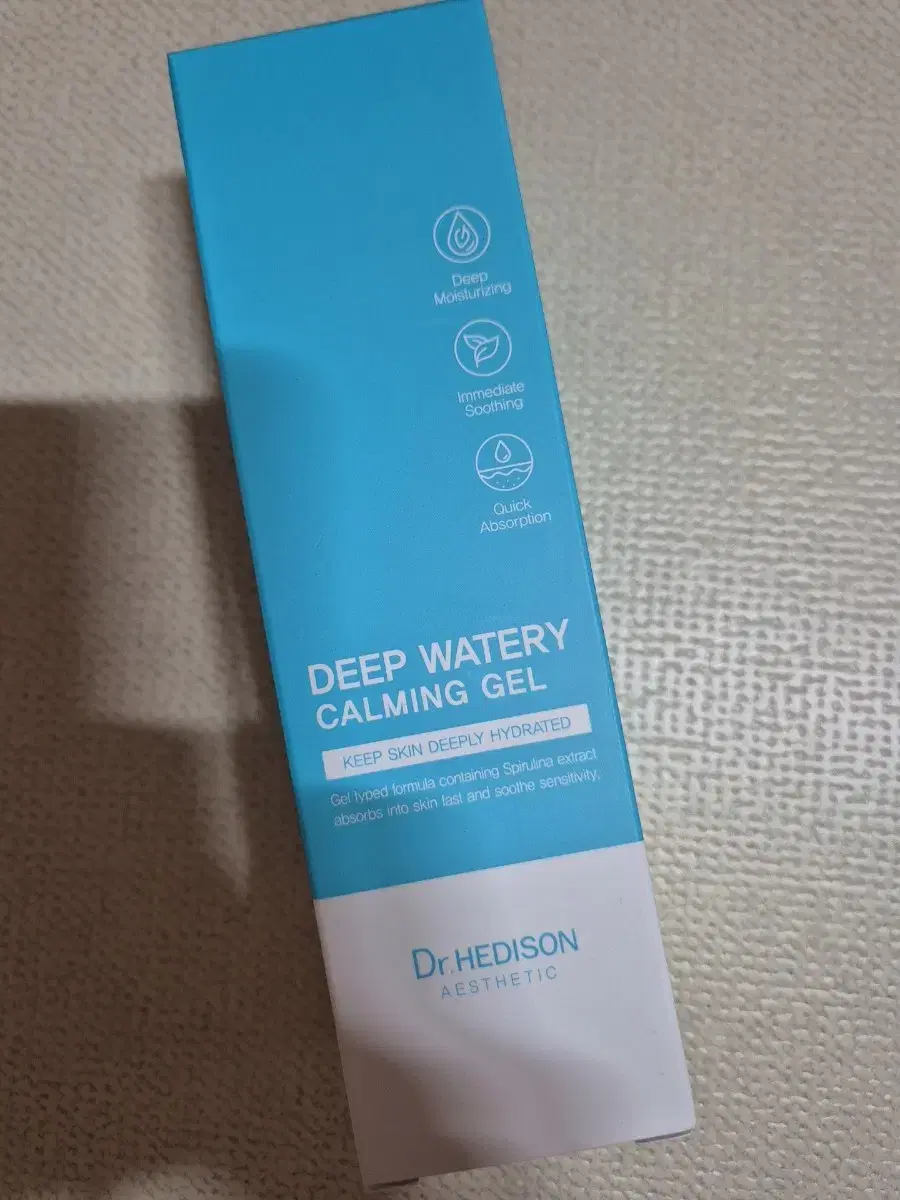 Deep
Moisturizing
Immediate
Soothing
Quick
Absorption
DEEP WATERY
CALMING GEL
KEEP SKIN DEEPLY HYDRATED
Gel typed formula containing Spirulina extract
absorbs into skin fast and soothe sensitivity.
Dr.HEDISON
AESTHETIC